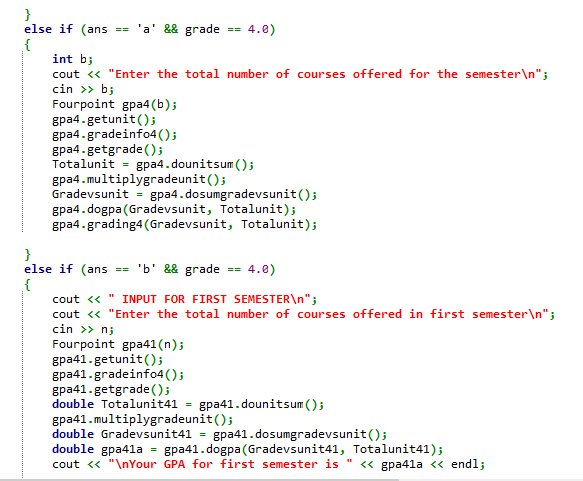 }
else if (ans == 'a' && grade == 4.0)
{
int b;
cout << "Enter the total number of courses offered for the semester\n";
cin >> b;
Fourpoint gpa4(b);
gpa4.getunit();
gpa4.gradeinfo4();
gpa4.getgrade();
Totalunit = gpa4.dounitsum();
gpa4.multiplygradeunit();
Gradevsunit = gpa4.dosumgradevsunit();
gpa4.dogpa(Gradevsunit, Totalunit);
gpa4.grading4(Gradevsunit, Totalunit);
}
else if (ans == 'b' && grade == 4.0)
{
cout << " INPUT FOR FIRST SEMESTER\n";
cout << "Enter the total number of courses offered in first semester\n";
cin >> n;
Fourpoint gpa41(n);
gpa41.getunit();
gpa41.gradeinfo4();
gpa41.getgrade();
double Totalunit41 = gpa41.dounitsum();
gpa41.multiplygradeunit();
double Gradevsunit41 = gpa41.dosumgradevsunit();
double gpa41a = gpa41.dogpa(Gradevsunit41, Totalunit41);
cout << "\nYour GPA for first semester is " << gpa41a << endl;